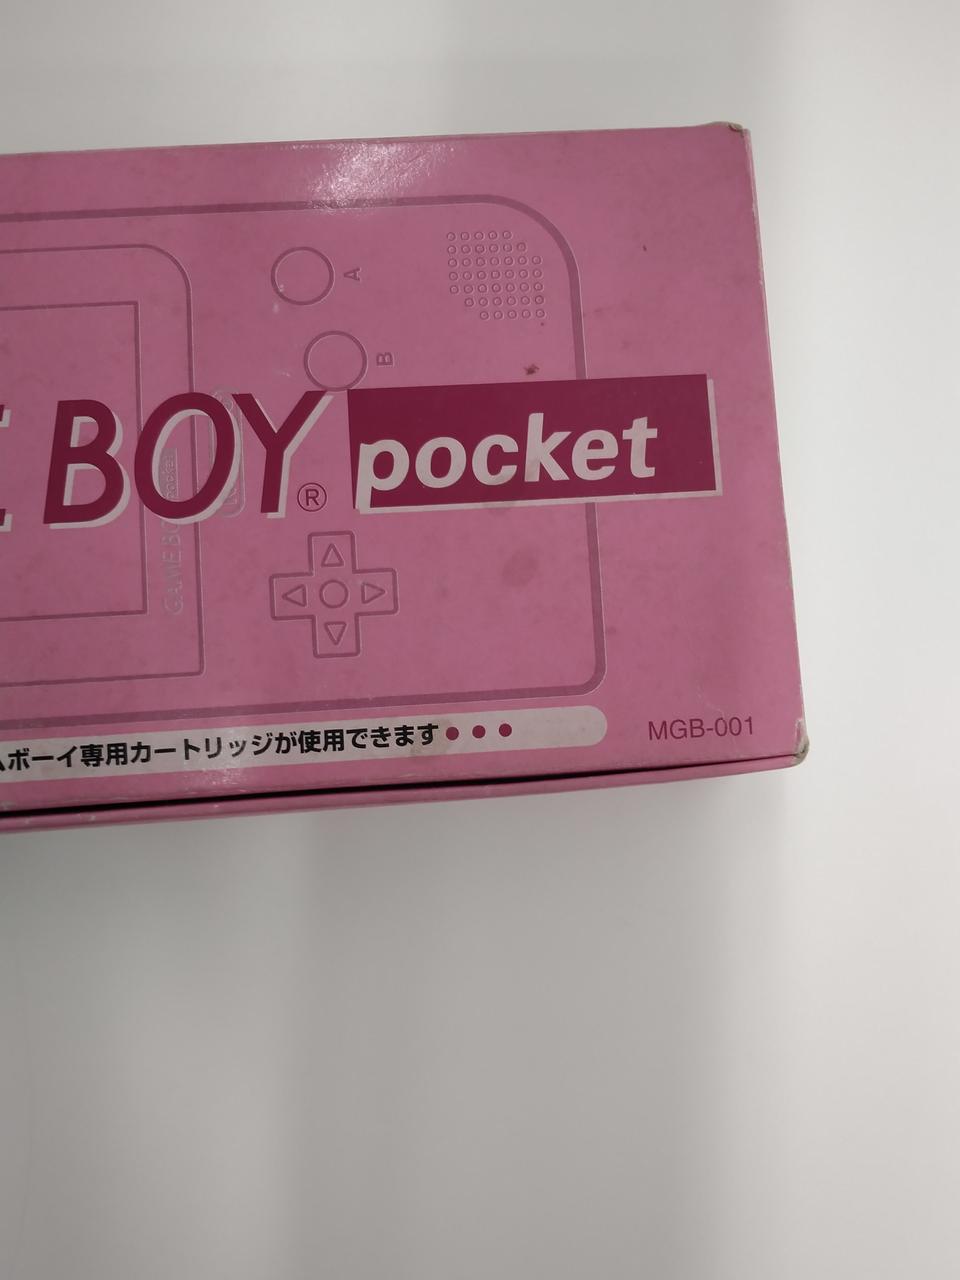 A
B
E BOY® pocket
GAME BOY pocket
ムボーイ専用カートリッジが使用できます●●●
MGB-001